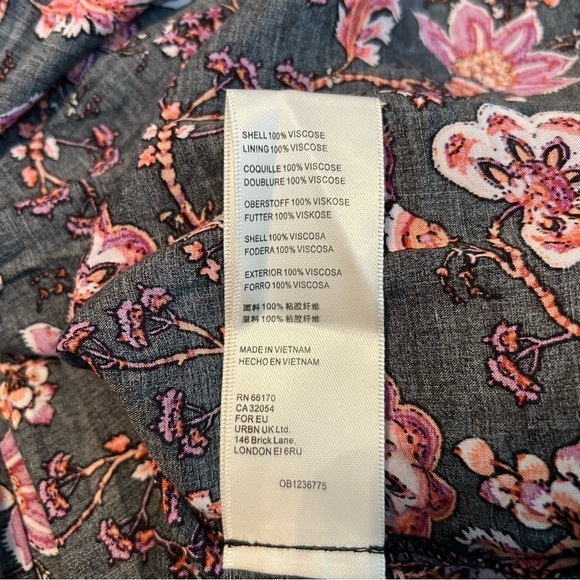 SHELL 100% VISCOSE
LINING 100% VISCOSE
COQUILLE 100% VISCOSE
DOUBLURE 100% VISCOSE
OBERSTOFF 100% VISKOSE
FUTTER 100% VISKOSE
SHELL 100% VISCOSA
FODERA 100% VISCOSA
EXTERIOR 100% VISCOSA
FORRO 100% VISCOSA
面料 100% 粘胶纤维
里料 100% 粘胶纤维
MADE IN VIETNAM
HECHO EN VIETNAM
RN 66170
CA 32054
FOR EU
URBN UK Ltd.
146 Brick Lane,
LONDON EI 6RU
OB1236775